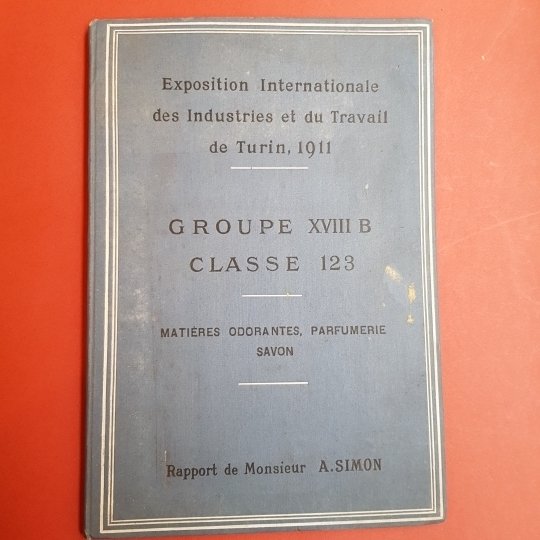 Exposition Internationale
des Industries et du Travail
de Turin, 1911
GROUPE XVIII B
CLASSE 123
MATIÈRES ODORANTES, PARFUMERIE
SAVON
Rapport de Monsieur A. SIMON